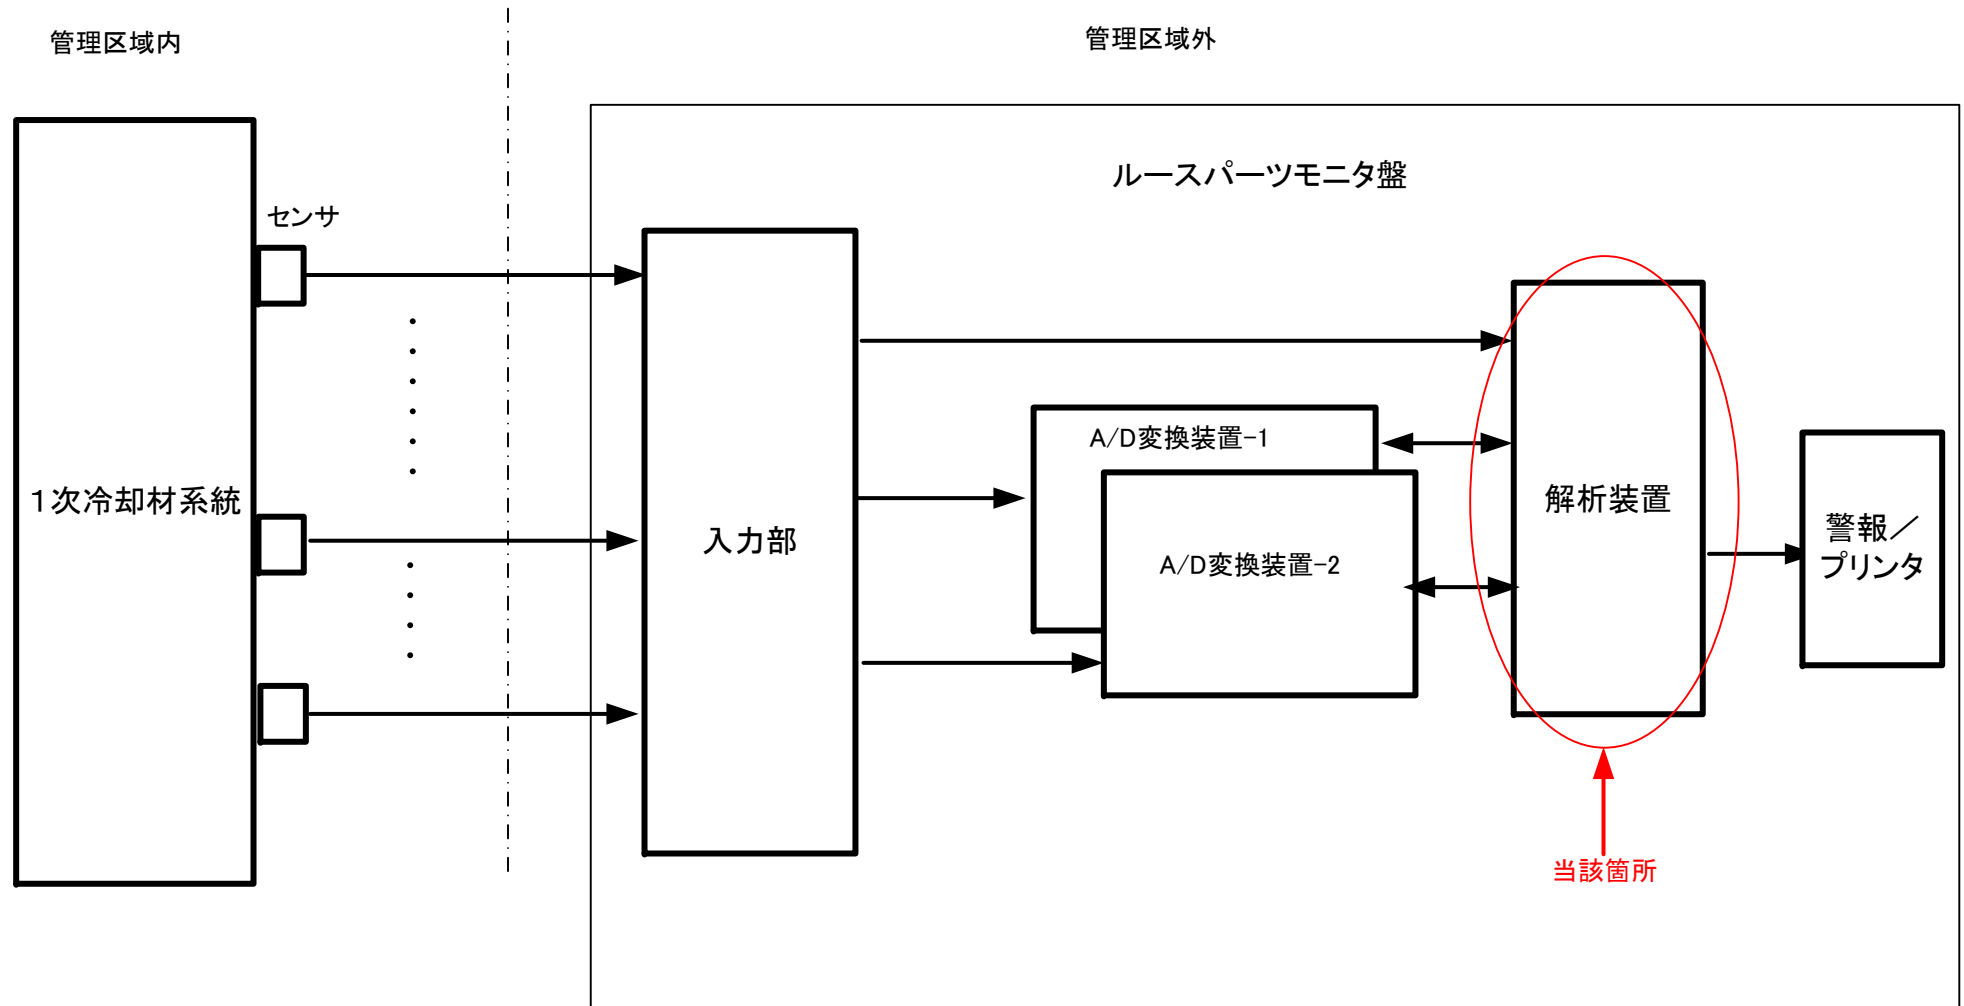 管理区域内
管理区域外
ルースパーツモニタ盤
センサ
A/D変換装置-1
1次冷却材系統
入力部
解析装置
A/D変換装置-2
警報／
プリンタ
当該箇所